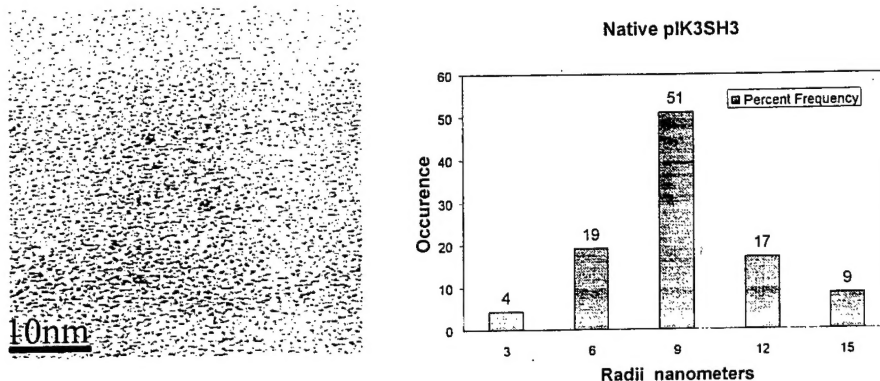 10nm
Native pIK3SH3
Percent Frequency
Occurence
60
50
40
30
20
10
0
4
19
51
17
9
3 6 9 12 15
Radii nanometers